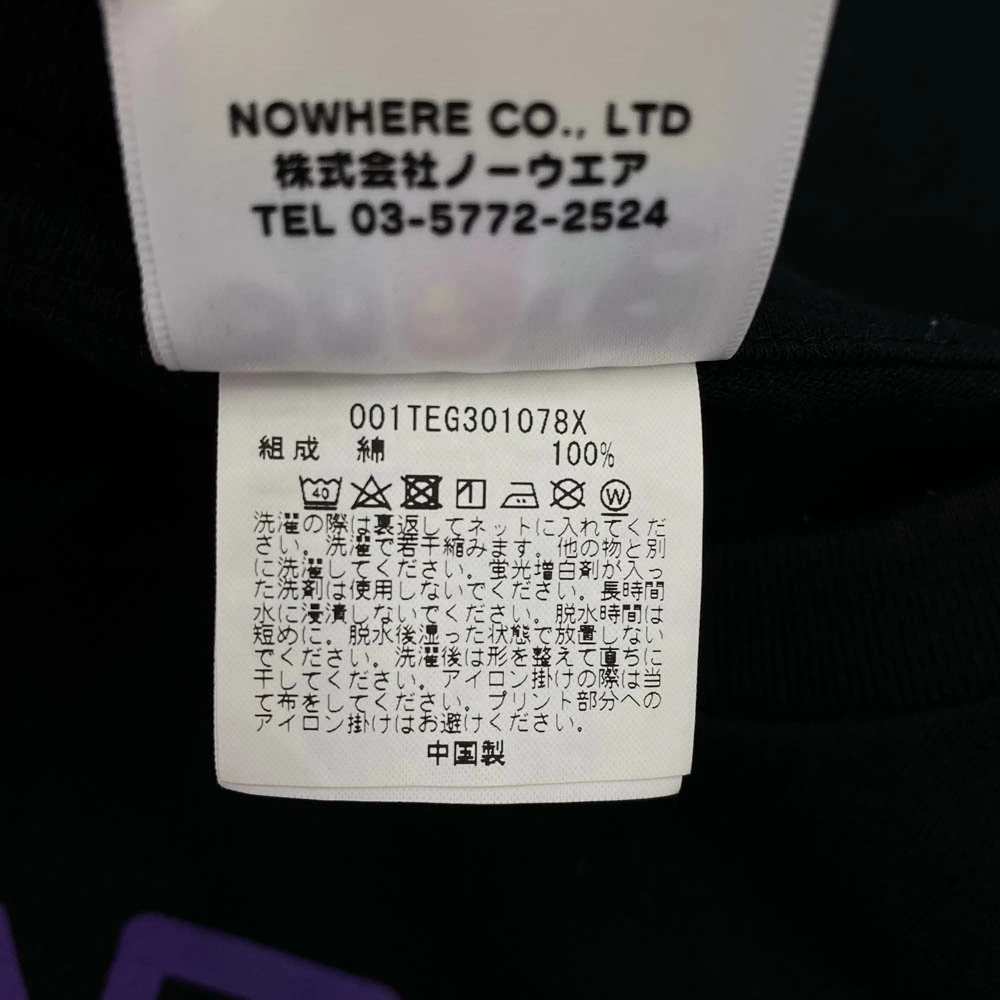 NOWHERE CO., LTD
株式会社ノーウエア
TEL 03-5772-2524
001TEG301078X
組成 綿 100%
40 W
洗濯の際は裏返してネットに入れてくだ
さい。洗濯で若干縮みます。他の物と別
に洗濯してください。蛍光増白剤が入っ
た洗剤は使用しないでください。長時間
水に浸漬しないでください。脱水時間は
短めに。脱水後湿った状態で放置しない
でください。洗濯後は形を整えて直ちに
干してください。アイロン掛けの際は当
て布をしてください。プリント部分への
アイロン掛けはお避けください。
中国製